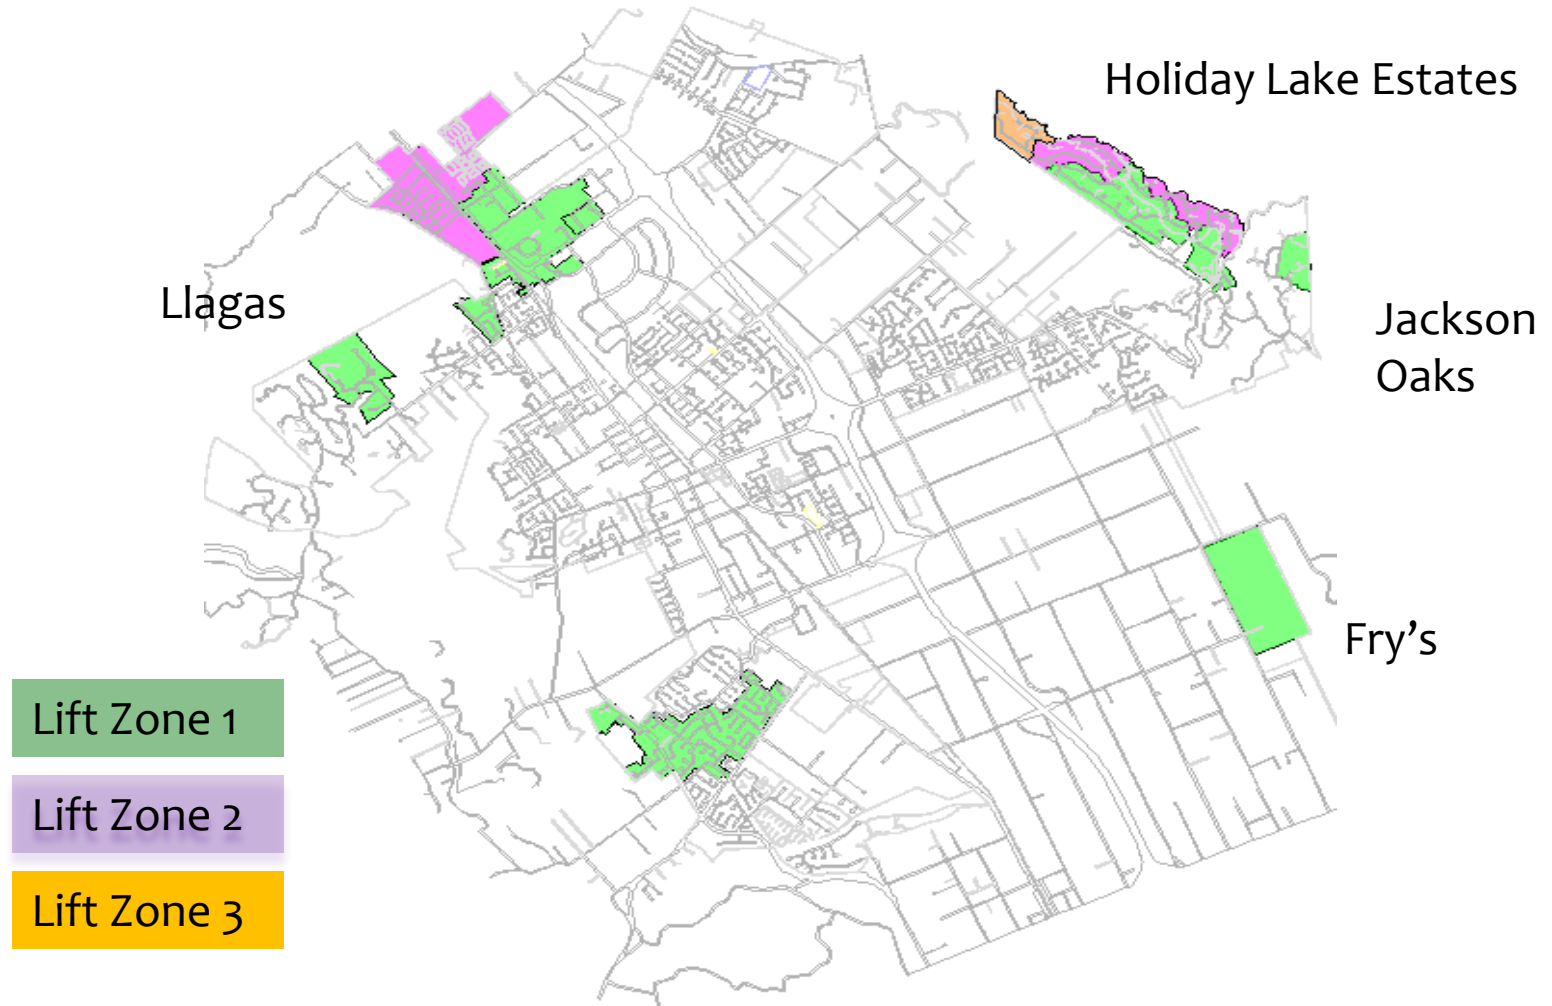 Holiday Lake Estates
Llagas
Jackson
Oaks
Fry’s
Lift Zone 1
Lift Zone 2
Lift Zone 3